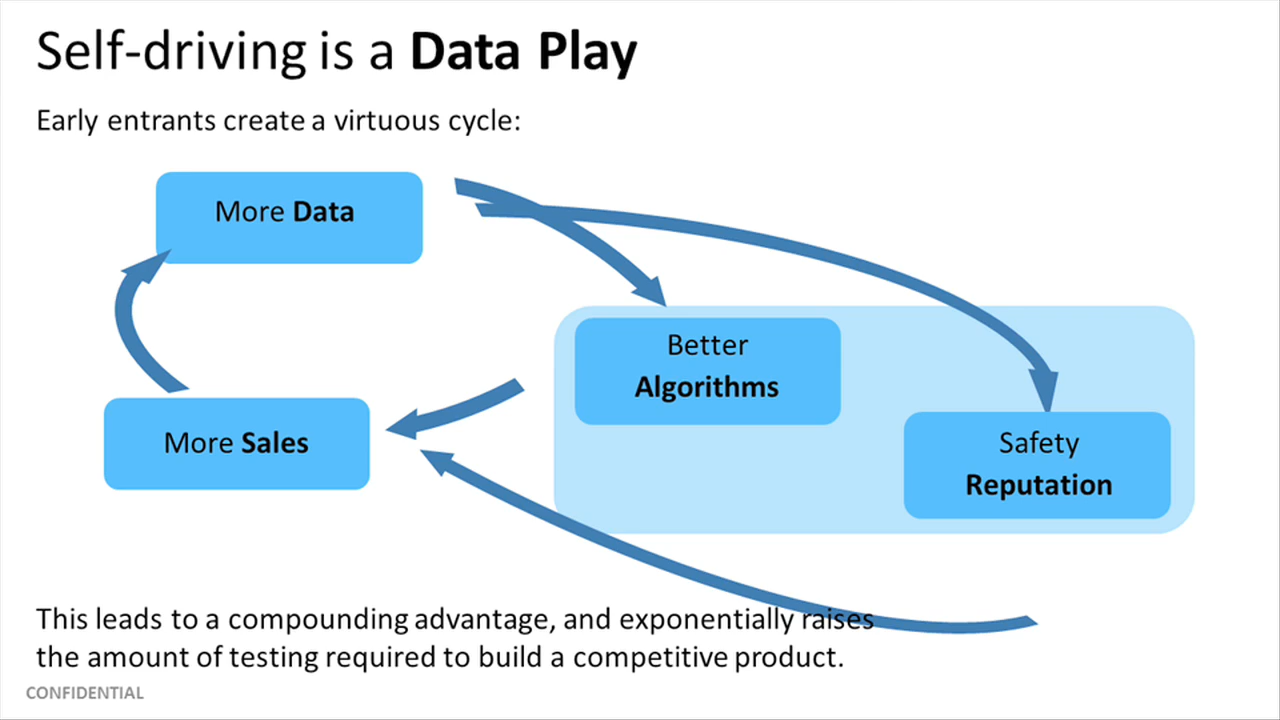 Self-driving is a Data Play
Early entrants create a virtuous cycle:
More Data
Better
Algorithms
More Sales
Safety
Reputation
This leads to a compounding advantage, and exponentially raises
the amount of testing required to build a competitive product.
CONFIDENTIAL